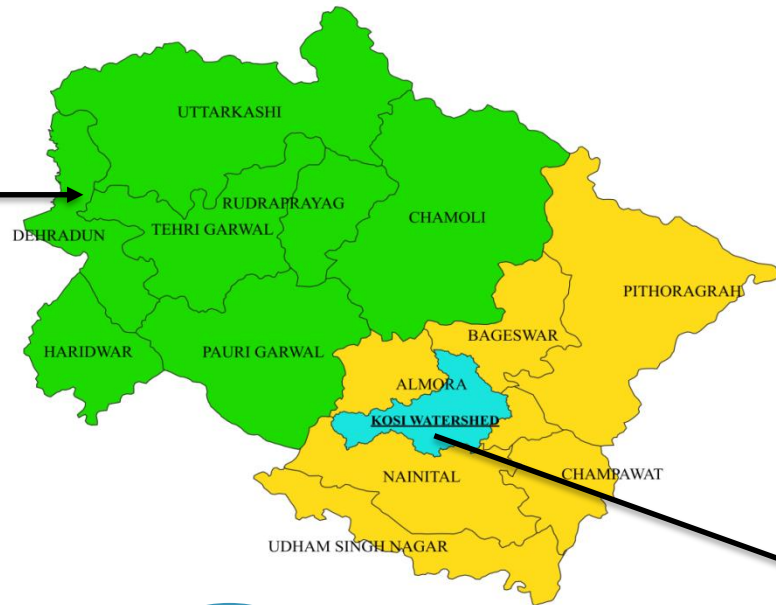 UTTARKASHI
RUDRAPRAYAG
CHAMOLI
DEHRADUN
TEHRI GARWAL
PITHORAGRAH
BAGESWAR
HARIDWAR
PAURI GARWAL
ALMORA
KOSI WATERSHED
NAINITAL
CHAMPAWAT
UDHAM SINGH NAGAR